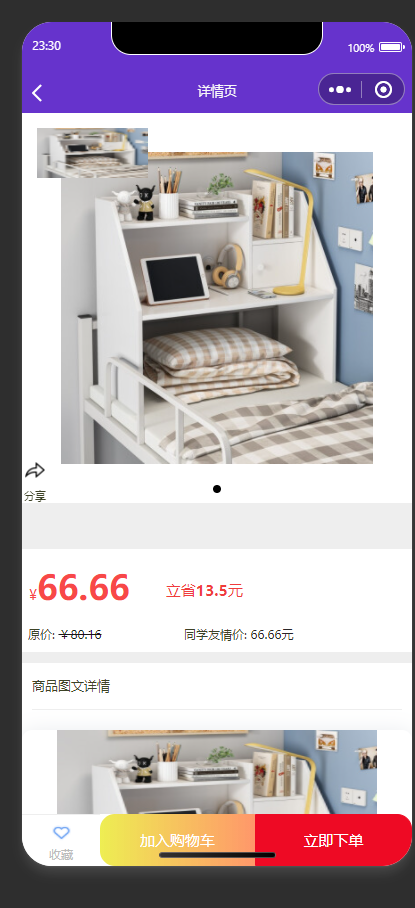 23:30
100%
详情页
分享
¥66.66
立省13.5元
原价: ¥80.16
同学友情价: 66.66元
商品图文详情
收藏
加入购物车
立即下单